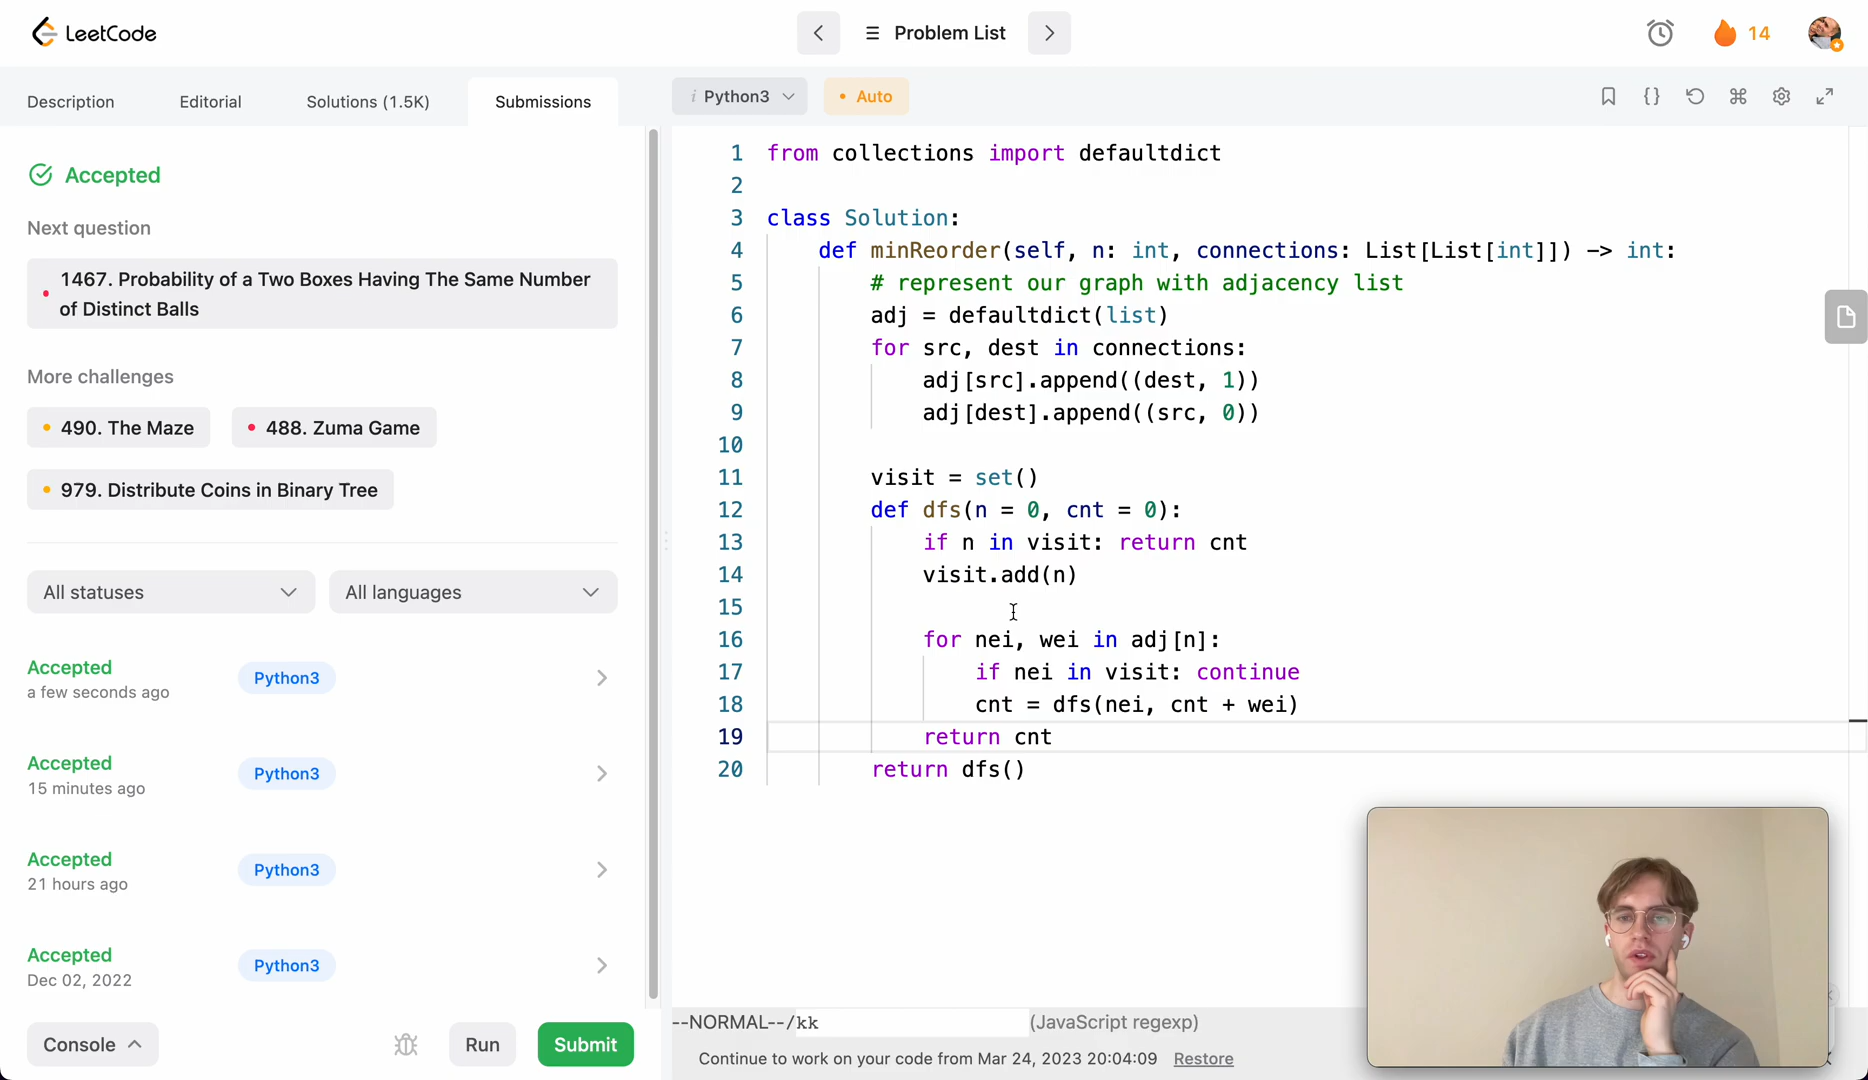 LeetCode
Problem List
14
Description
Editorial
Solutions (1.5K)
Submissions
i Python3
• Auto
{}
⌘
Accepted
Next question
1467. Probability of a Two Boxes Having The Same Number
of Distinct Balls
More challenges
490. The Maze
488. Zuma Game
979. Distribute Coins in Binary Tree
All statuses
All languages
Accepted
a few seconds ago
Python3
Accepted
15 minutes ago
Python3
Accepted
21 hours ago
Python3
Accepted
Dec 02, 2022
Python3
Console
Run
Submit
1 from collections import defaultdict
2
3 class Solution:
4 def minReorder(self, n: int, connections: List[List[int]]) -> int:
5 # represent our graph with adjacency list
6 adj = defaultdict(list)
7 for src, dest in connections:
8 adj[src].append((dest, 1))
9 adj[dest].append((src, 0))
10
11 visit = set()
12 def dfs(n = 0, cnt = 0):
13 if n in visit: return cnt
14 visit.add(n)
15
16 for nei, wei in adj[n]:
17 if nei in visit: continue
18 cnt = dfs(nei, cnt + wei)
19 return cnt
20 return dfs()
--NORMAL--/kk (JavaScript regexp)
Continue to work on your code from Mar 24, 2023 20:04:09 Restore